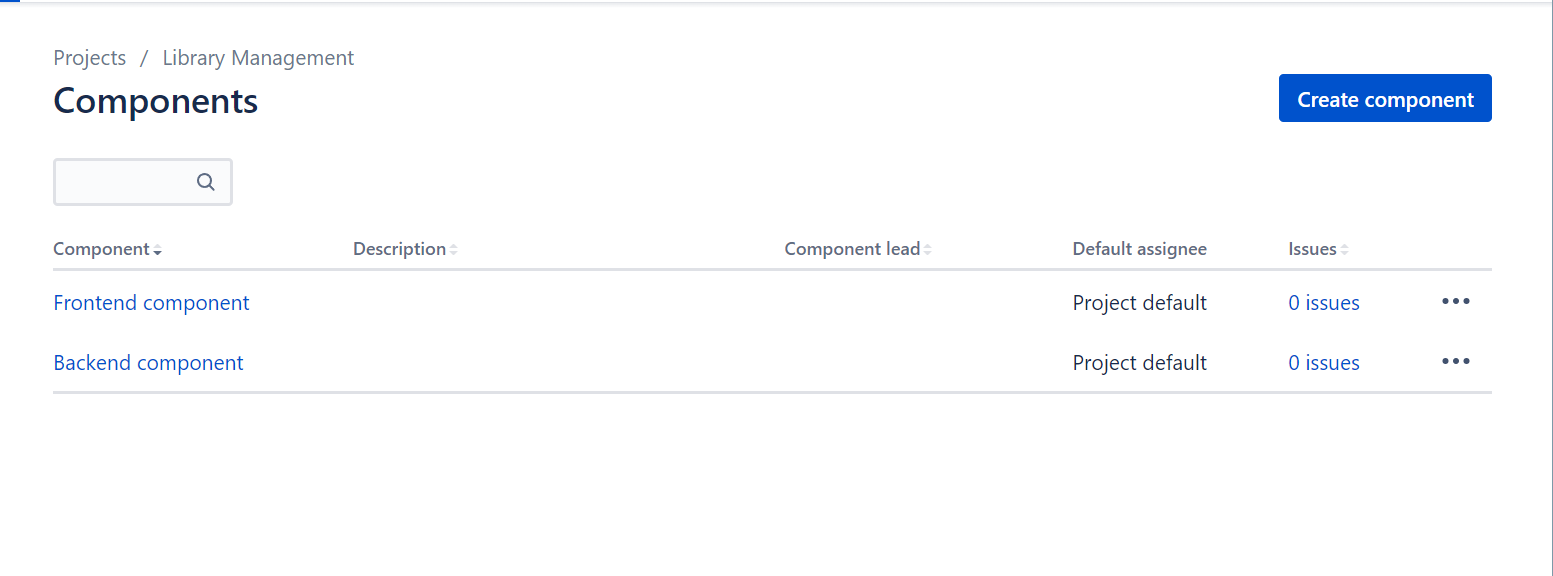 Projects / Library Management
Components
Create component
Component Description Component lead Default assignee Issues
Frontend component Project default 0 issues
Backend component Project default 0 issues